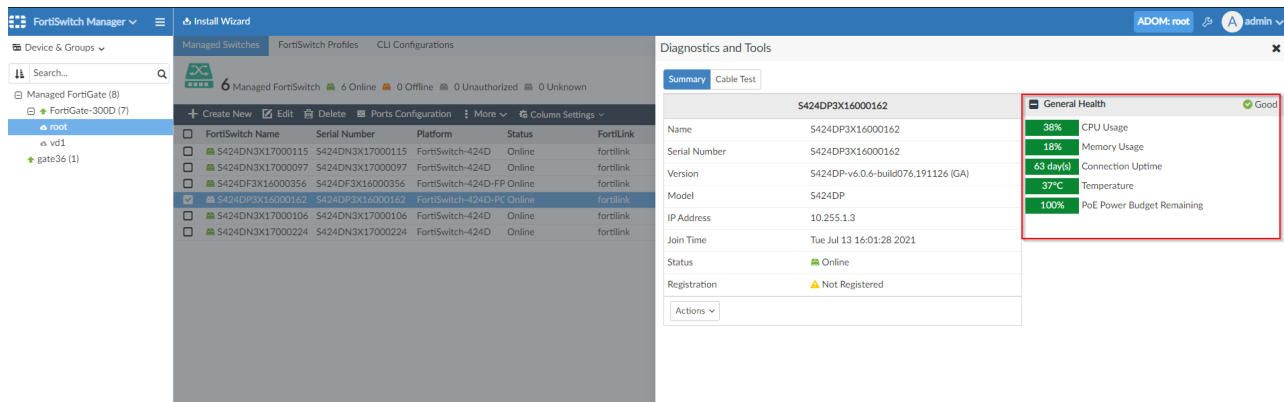 FortiSwitch Manager
Install Wizard
ADOM: root
A
admin
Device & Groups
Search...
Managed FortiGate (8)
FortiGate-300D (7)
root
vd1
gate36 (1)
Managed Switches FortiSwitch Profiles CLI Configurations
6 Managed FortiSwitch 6 Online 0 Offline 0 Unauthorized 0 Unknown
Create New Edit Delete Ports Configuration More Column Settings
FortiSwitch Name Serial Number Platform Status FortiLink
S424DN3X17000115 S424DN3X17000115 FortiSwitch-424D Online fortilink
S424DN3X17000097 S424DN3X17000097 FortiSwitch-424D Online fortilink
S424DF3X16000356 S424DF3X16000356 FortiSwitch-424D-FP Online fortilink
S424DP3X16000162 S424DP3X16000162 FortiSwitch-424D-PO Online fortilink
S424DN3X17000106 S424DN3X17000106 FortiSwitch-424D Online fortilink
S424DN3X17000224 S424DN3X17000224 FortiSwitch-424D Online fortilink
Diagnostics and Tools
Summary Cable Test
S424DP3X16000162
Name S424DP3X16000162
Serial Number S424DP3X16000162
Version S424DP-v6.0.6-build076,191126 (GA)
Model S424DP
IP Address 10.255.1.3
Join Time Tue Jul 13 16:01:28 2021
Status Online
Registration Not Registered
Actions
General Health Good
38% CPU Usage
18% Memory Usage
63 day(s) Connection Uptime
37°C Temperature
100% PoE Power Budget Remaining